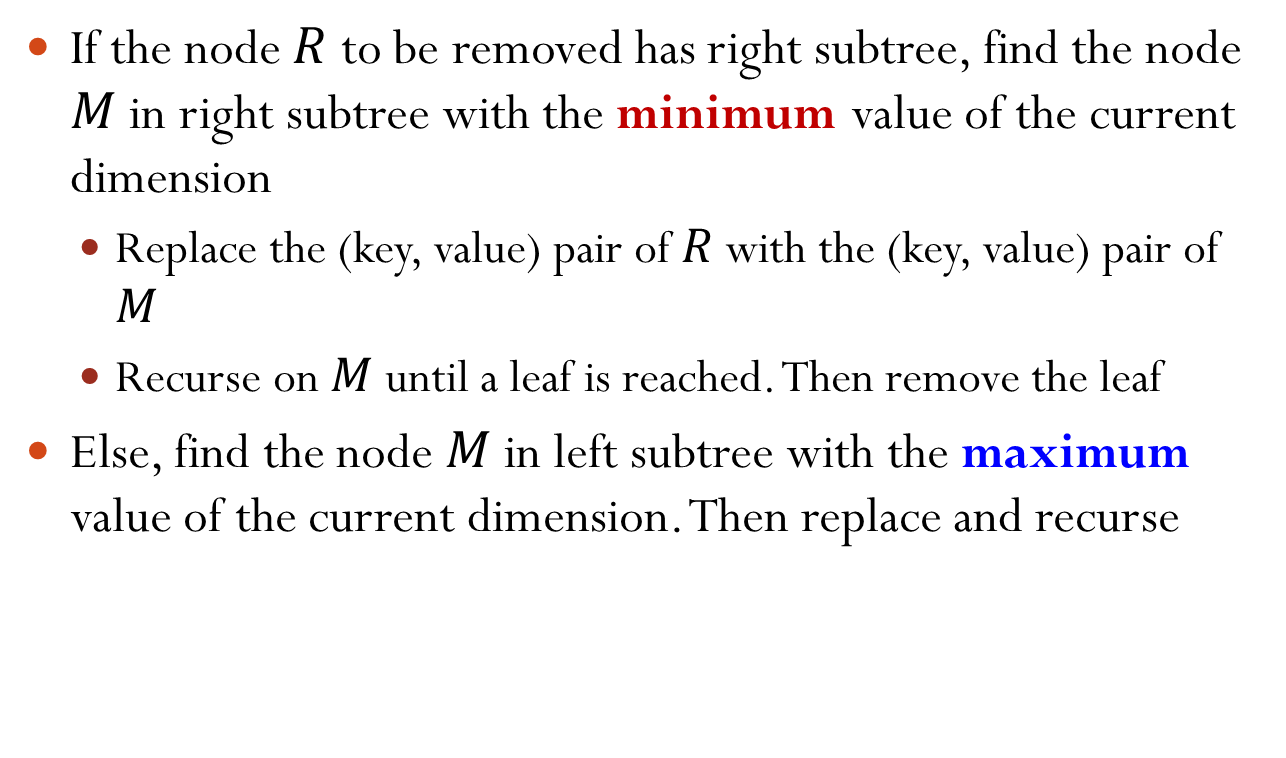 • If the node R to be removed has right subtree, find the node
M in right subtree with the minimum value of the current
dimension
• Replace the (key, value) pair of R with the (key, value) pair of
M
• Recurse on M until a leaf is reached. Then remove the leaf
• Else, find the node M in left subtree with the maximum
value of the current dimension. Then replace and recurse